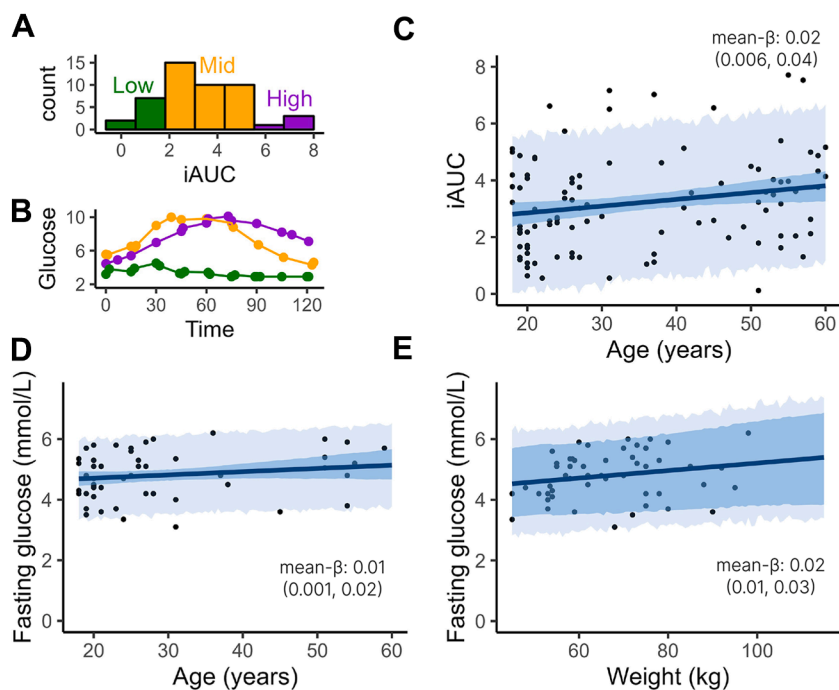 A
count
15
10
5
0
Low
Mid
High
0 2 4 6 8
iAUC
B
Glucose
10
6
2
0 30 60 90 120
Time
C
mean-β: 0.02
(0.006, 0.04)
iAUC
8
6
4
2
0
20 30 40 50 60
Age (years)
D
Fasting glucose (mmol/L)
6
4
2
0
mean-β: 0.01
(0.001, 0.02)
20 30 40 50 60
Age (years)
E
Fasting glucose (mmol/L)
6
4
2
0
mean-β: 0.02
(0.01, 0.03)
60 80 100
Weight (kg)